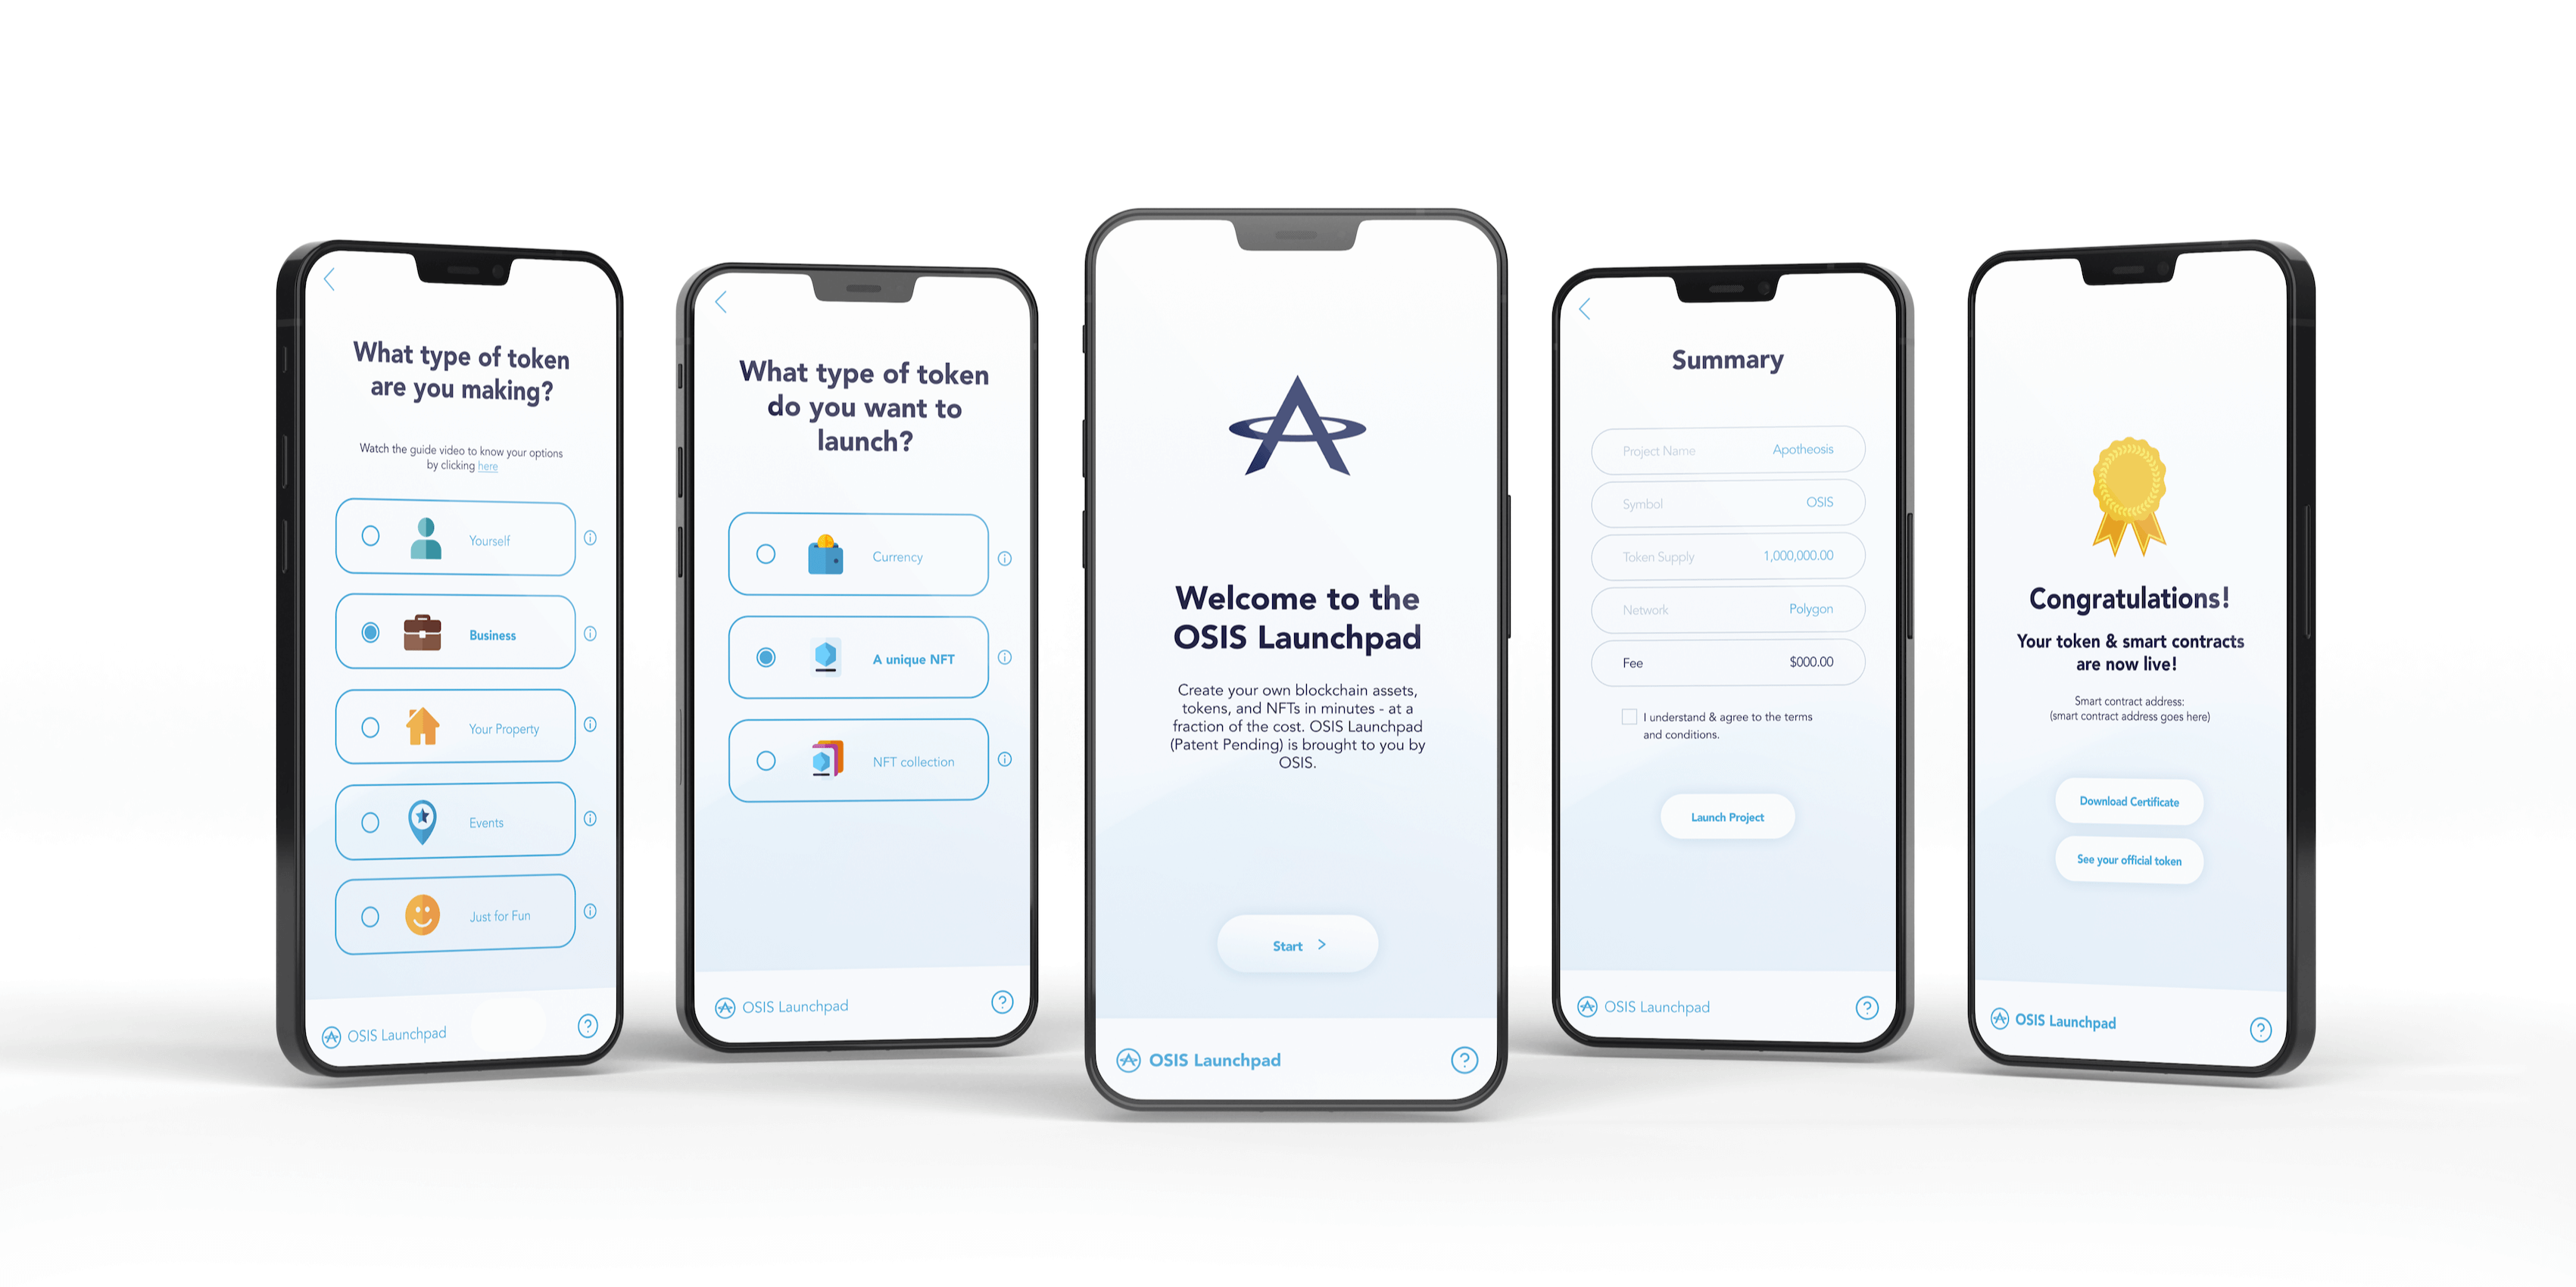 What type of token
are you making?
Watch the guide video to know your options
by clicking here
Yourself
Business
Your Property
Events
Just for Fun
OSIS Launchpad
What type of token
do you want to
launch?
Currency
A unique NFT
NFT collection
OSIS Launchpad
Welcome to the
OSIS Launchpad
Create your own blockchain assets,
tokens, and NFTs in minutes - at a
fraction of the cost. OSIS Launchpad
(Patent Pending) is brought to you by
OSIS.
Start >
OSIS Launchpad
Summary
Project Name Apotheosis
Symbol OSIS
Token Supply 1,000,000.00
Network Polygon
Fee $000.00
I understand & agree to the terms
and conditions.
Launch Project
OSIS Launchpad
Congratulations!
Your token & smart contracts
are now live!
Smart contract address:
(smart contract address goes here)
Download Certificate
See your official token
OSIS Launchpad